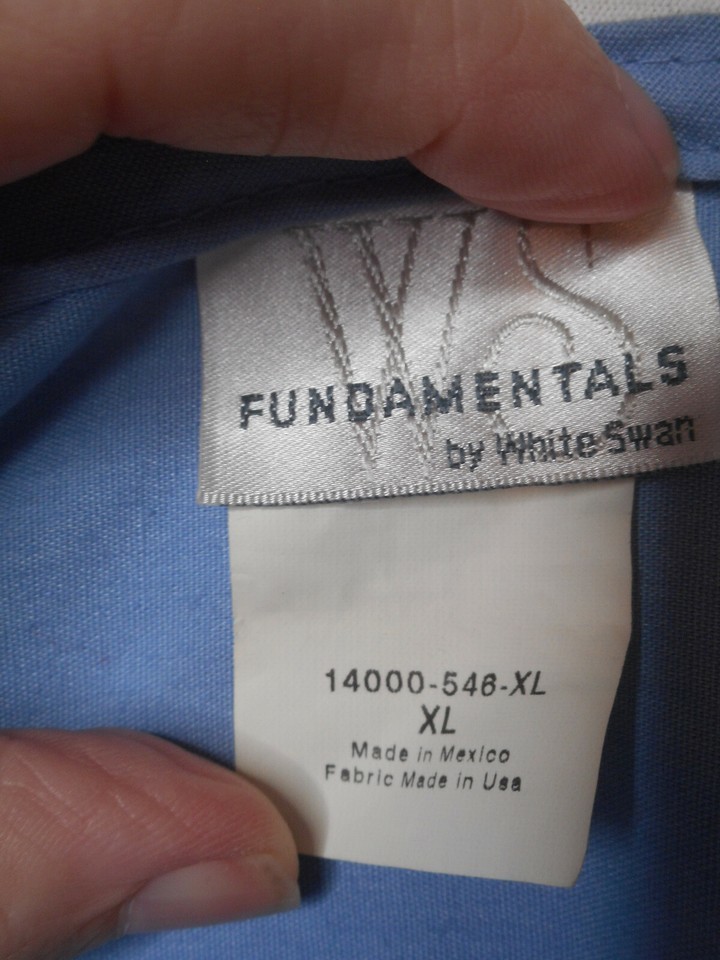 WS
FUNDAMENTALS
by White Swan
14000-546-XL
XL
Made in Mexico
Fabric Made in Usa